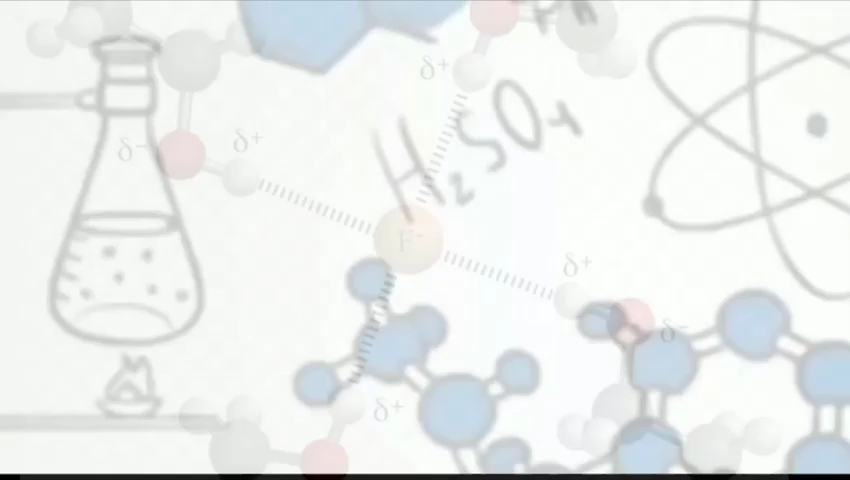 δ+
H₂SO₄
δ- δ+
F-
δ+
δ-
δ+